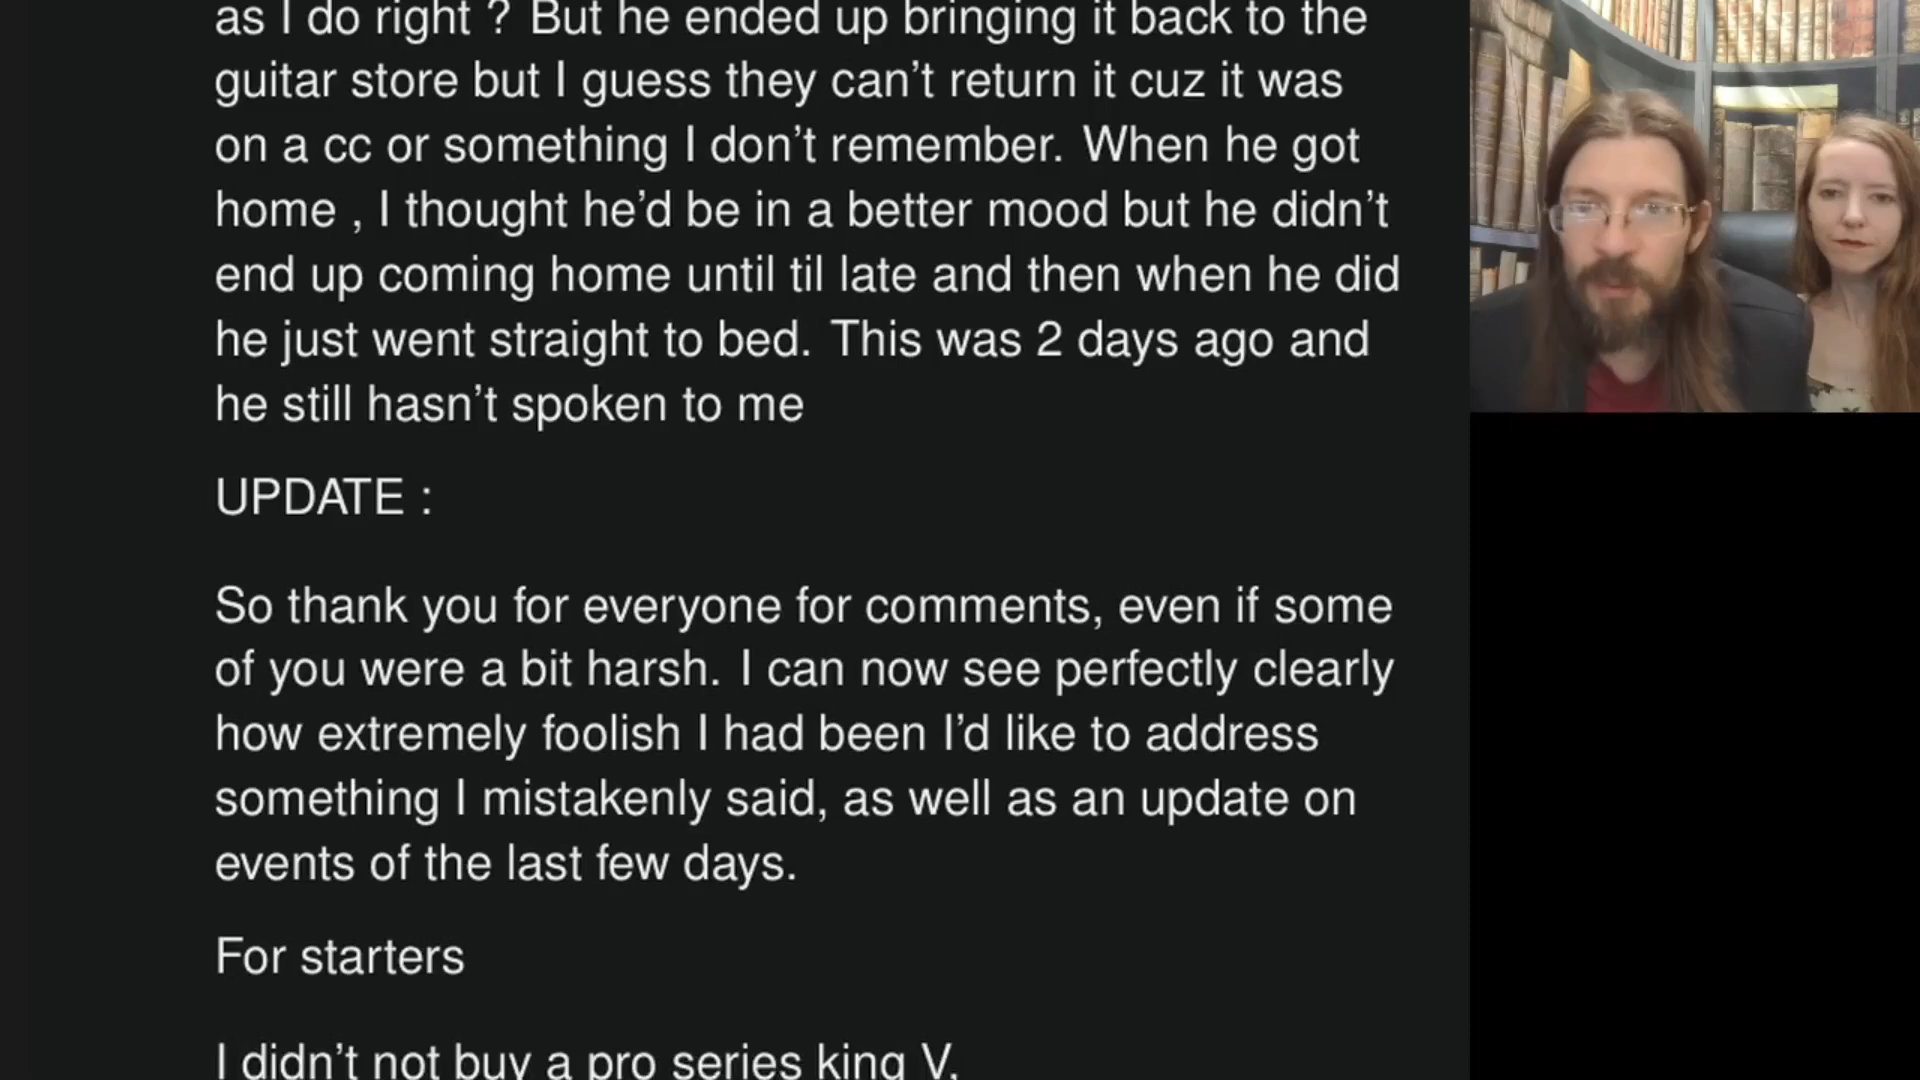 as I do right ? But he ended up bringing it back to the
guitar store but I guess they can’t return it cuz it was
on a cc or something I don’t remember. When he got
home , I thought he’d be in a better mood but he didn’t
end up coming home until til late and then when he did
he just went straight to bed. This was 2 days ago and
he still hasn’t spoken to me
UPDATE :
So thank you for everyone for comments, even if some
of you were a bit harsh. I can now see perfectly clearly
how extremely foolish I had been I’d like to address
something I mistakenly said, as well as an update on
events of the last few days.
For starters
I didn’t not buy a pro series king V,